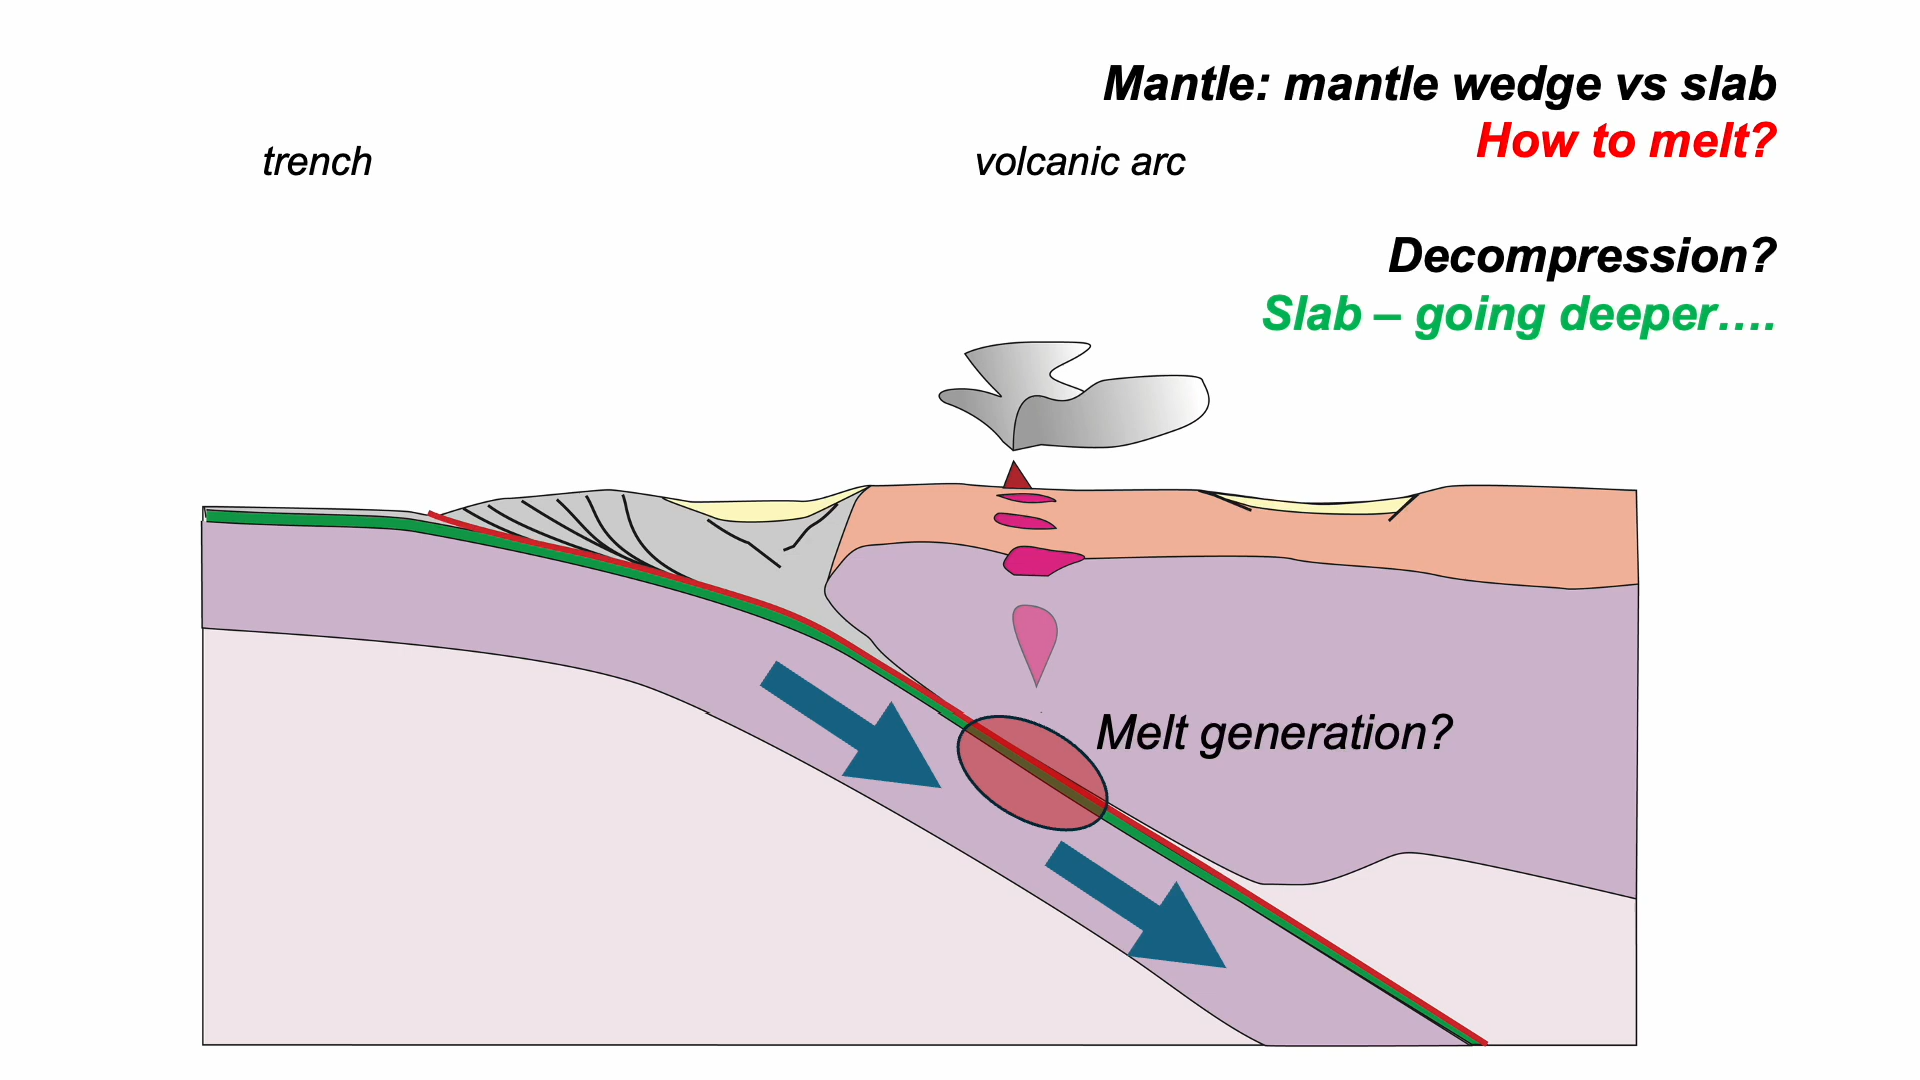 Mantle: mantle wedge vs slab
How to melt?
trench
volcanic arc
Decompression?
Slab – going deeper….
Melt generation?